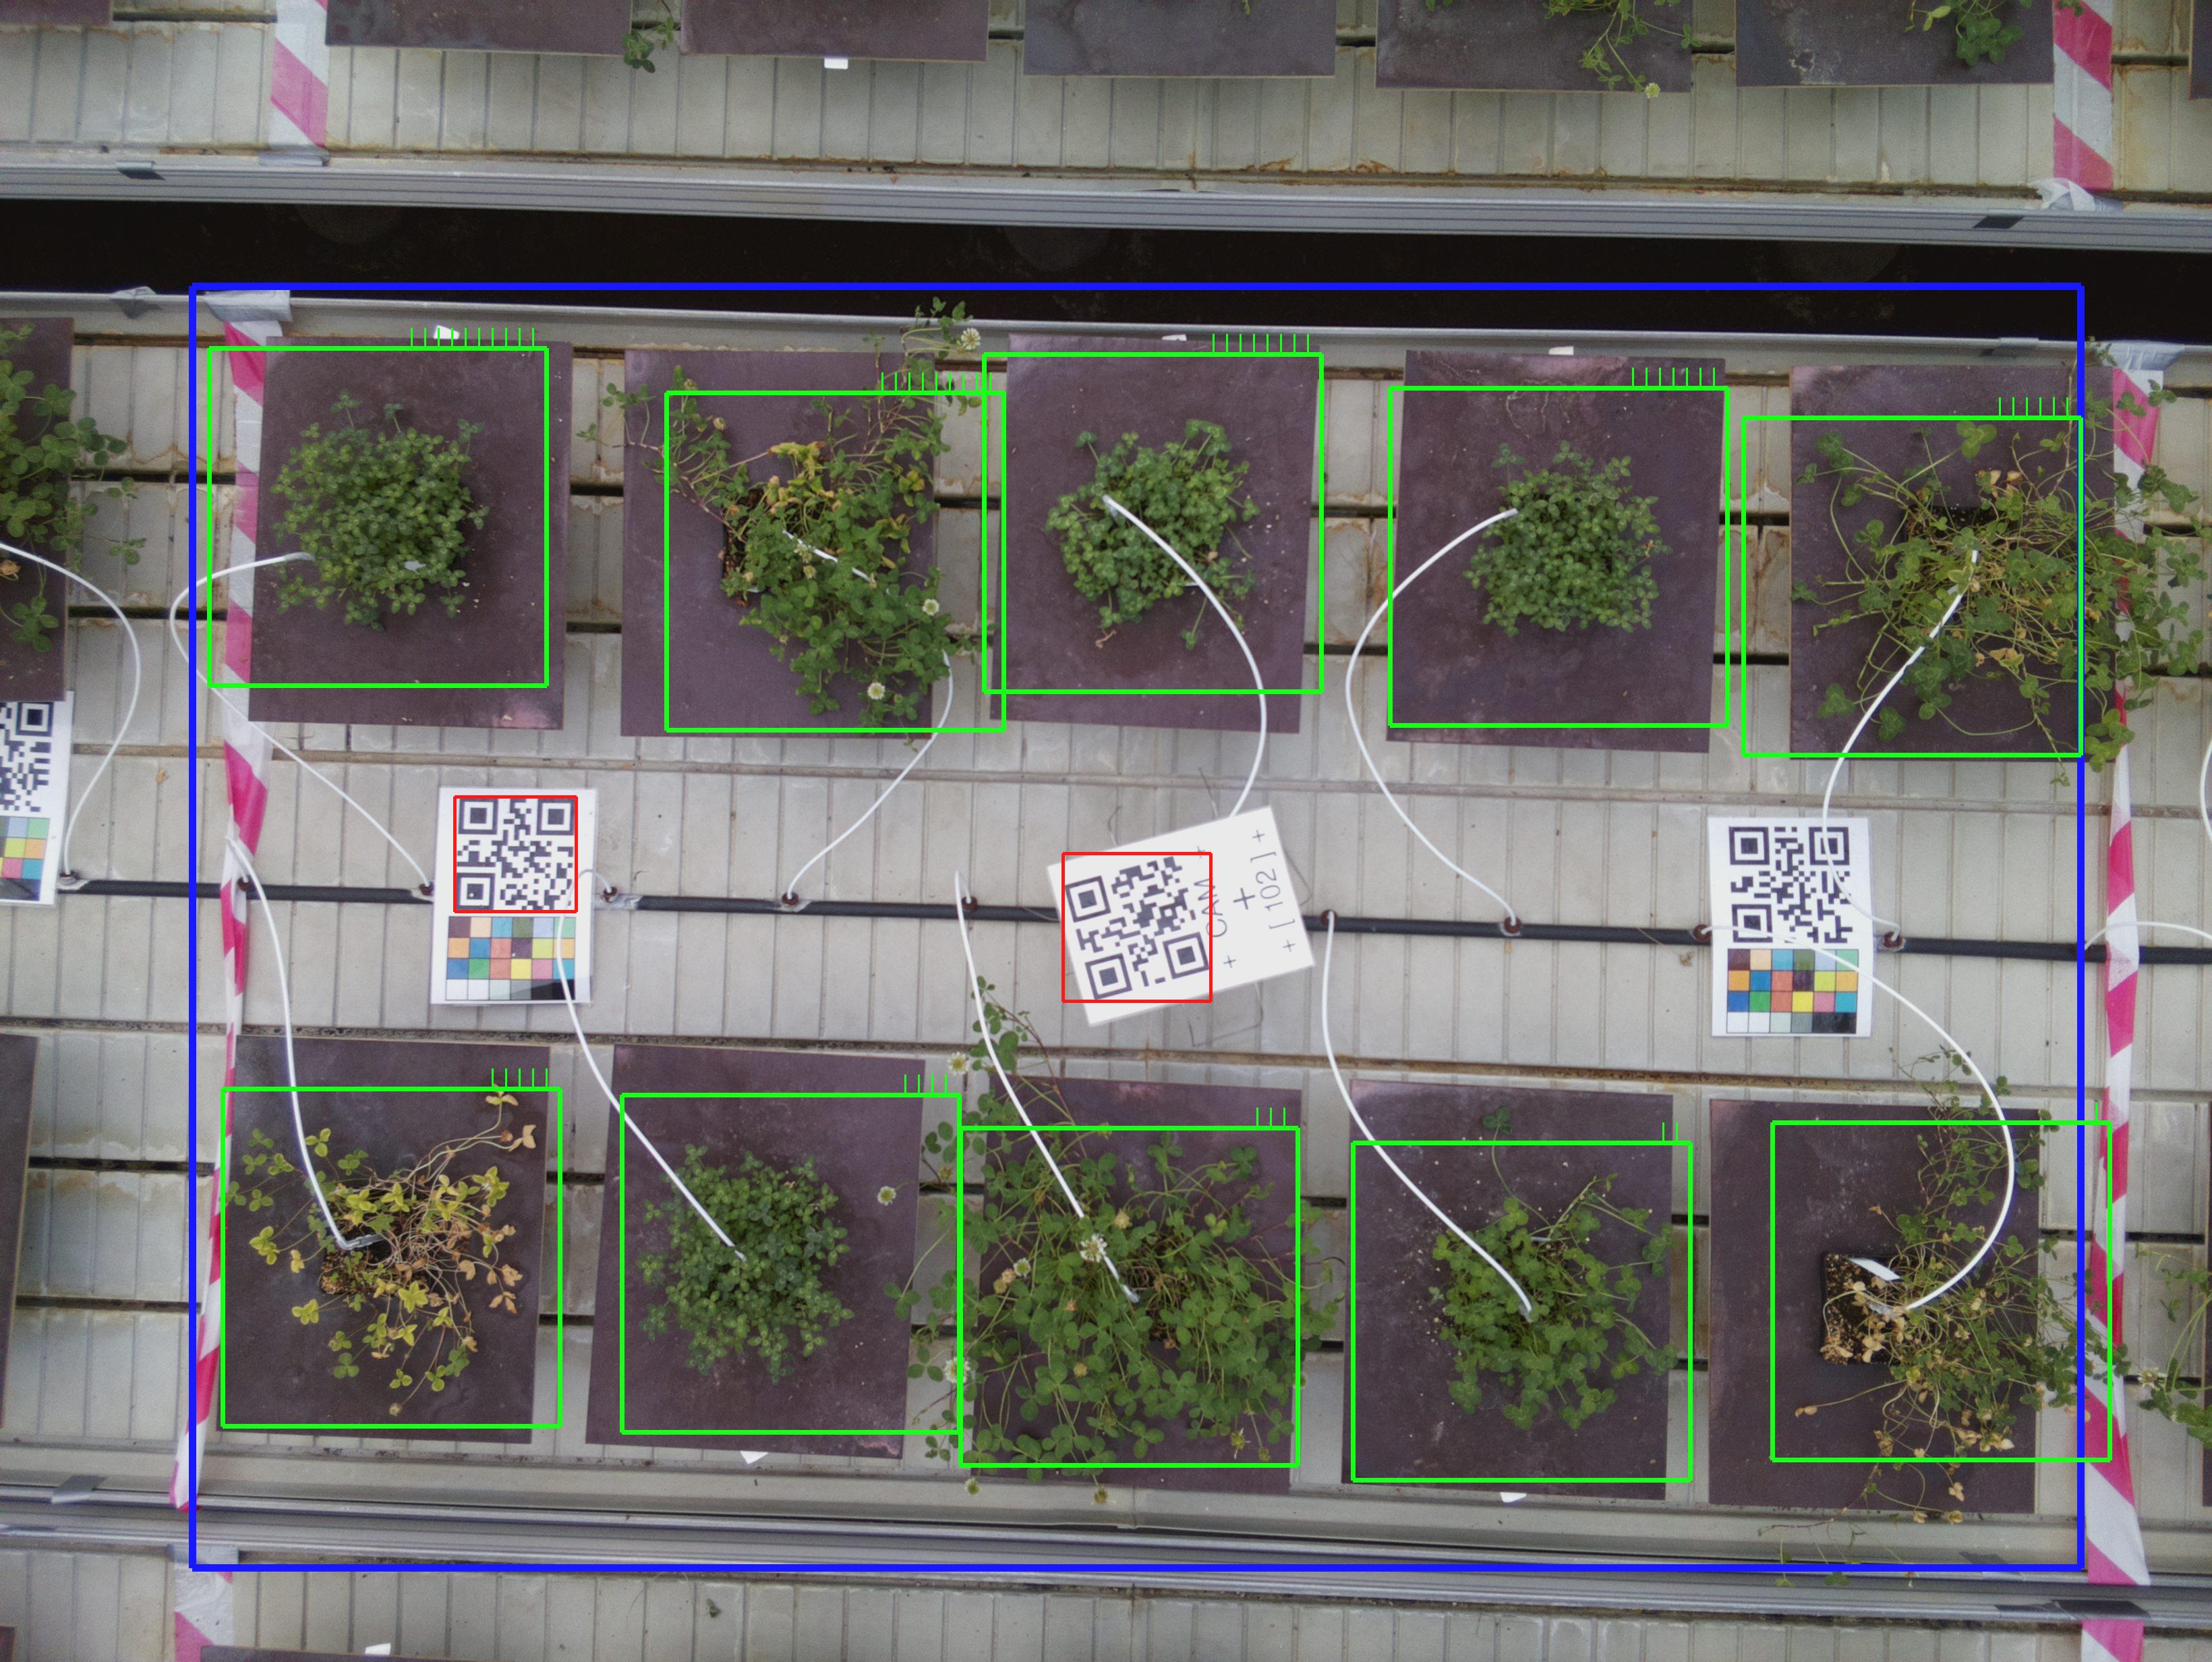 + CAM +
+
+ [ 102 ] +